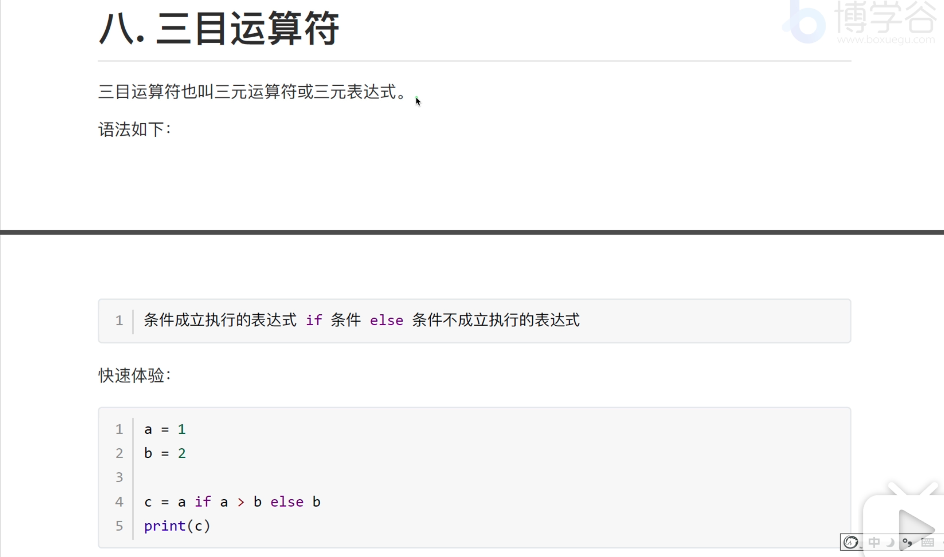 八. 三目运算符
博学谷
www.boxuegu.com
三目运算符也叫三元运算符或三元表达式。
语法如下：
1 条件成立执行的表达式 if 条件 else 条件不成立执行的表达式
快速体验：
1 a = 1
2 b = 2
3
4 c = a if a > b else b
5 print(c)
中